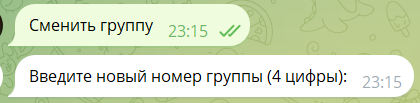 Сменить группу 23:15
Введите новый номер группы (4 цифры): 23:15